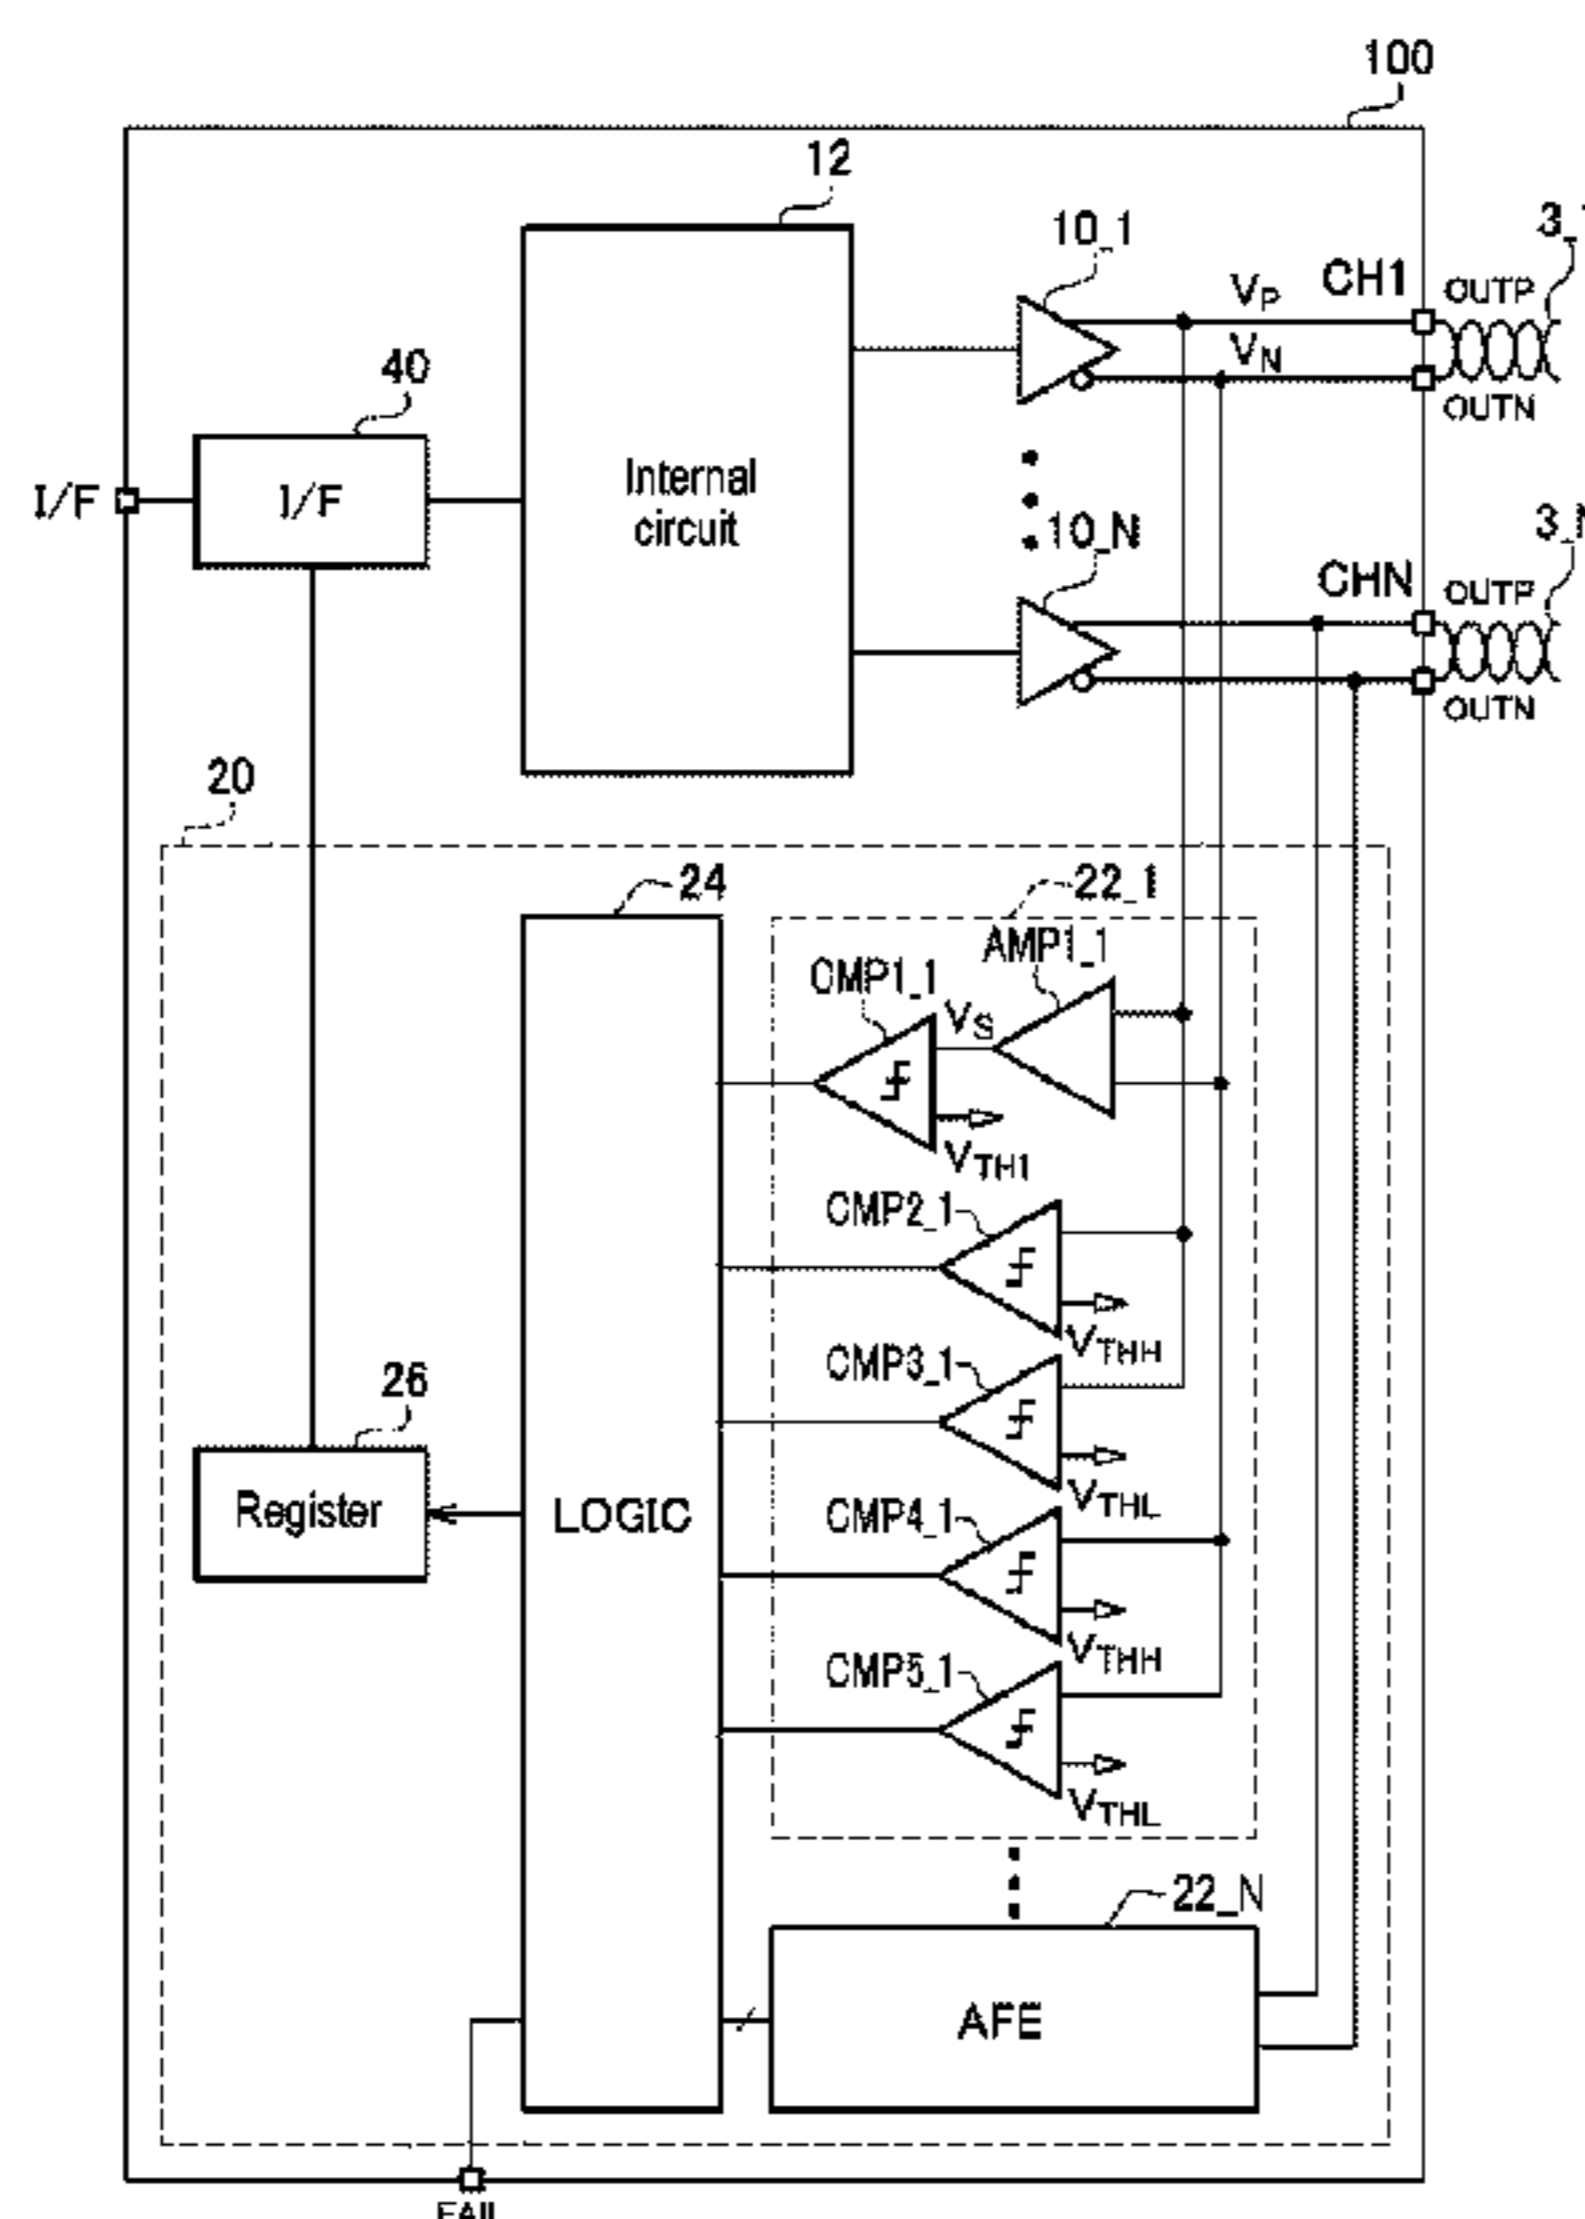 100
12
10_1
3_1
CH1
OUTP
VP
VN
OUTN
40
I/F
I/F
Internal
circuit
10_N
3_N
CHN
OUTP
OUTN
20
24
22_1
AMP1_1
CMP1_1
VS
VTH1
CMP2_1
VTHH
CMP3_1
VTHL
26
Register
LOGIC
CMP4_1
VTHH
CMP5_1
VTHL
22_N
AFE
FAIL